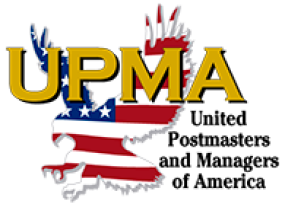 UPMA
United
Postmasters
and Managers
of America